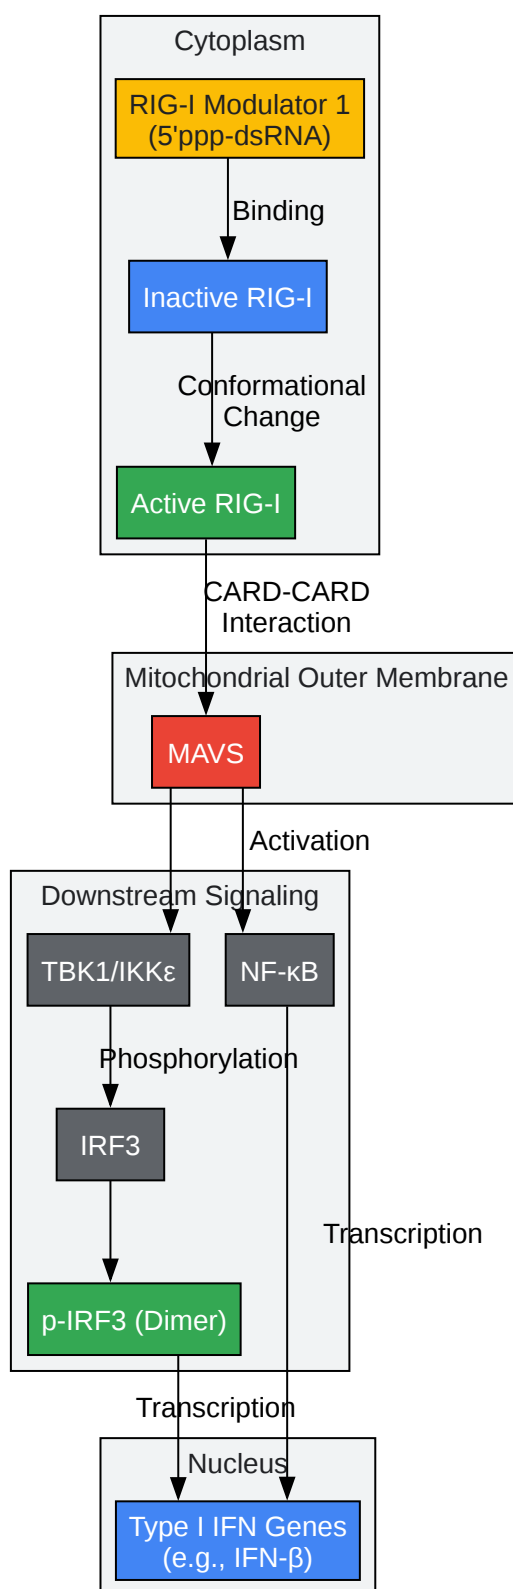 Cytoplasm
RIG-I Modulator 1
(5'ppp-dsRNA)
Binding
Inactive RIG-I
Conformational
Change
Active RIG-I
CARD-CARD
Interaction
Mitochondrial Outer Membrane
MAVS
Activation
Downstream Signaling
TBK1/IKKε
NF-κB
Phosphorylation
IRF3
Transcription
p-IRF3 (Dimer)
Transcription
Nucleus
Type I IFN Genes
(e.g., IFN-β)